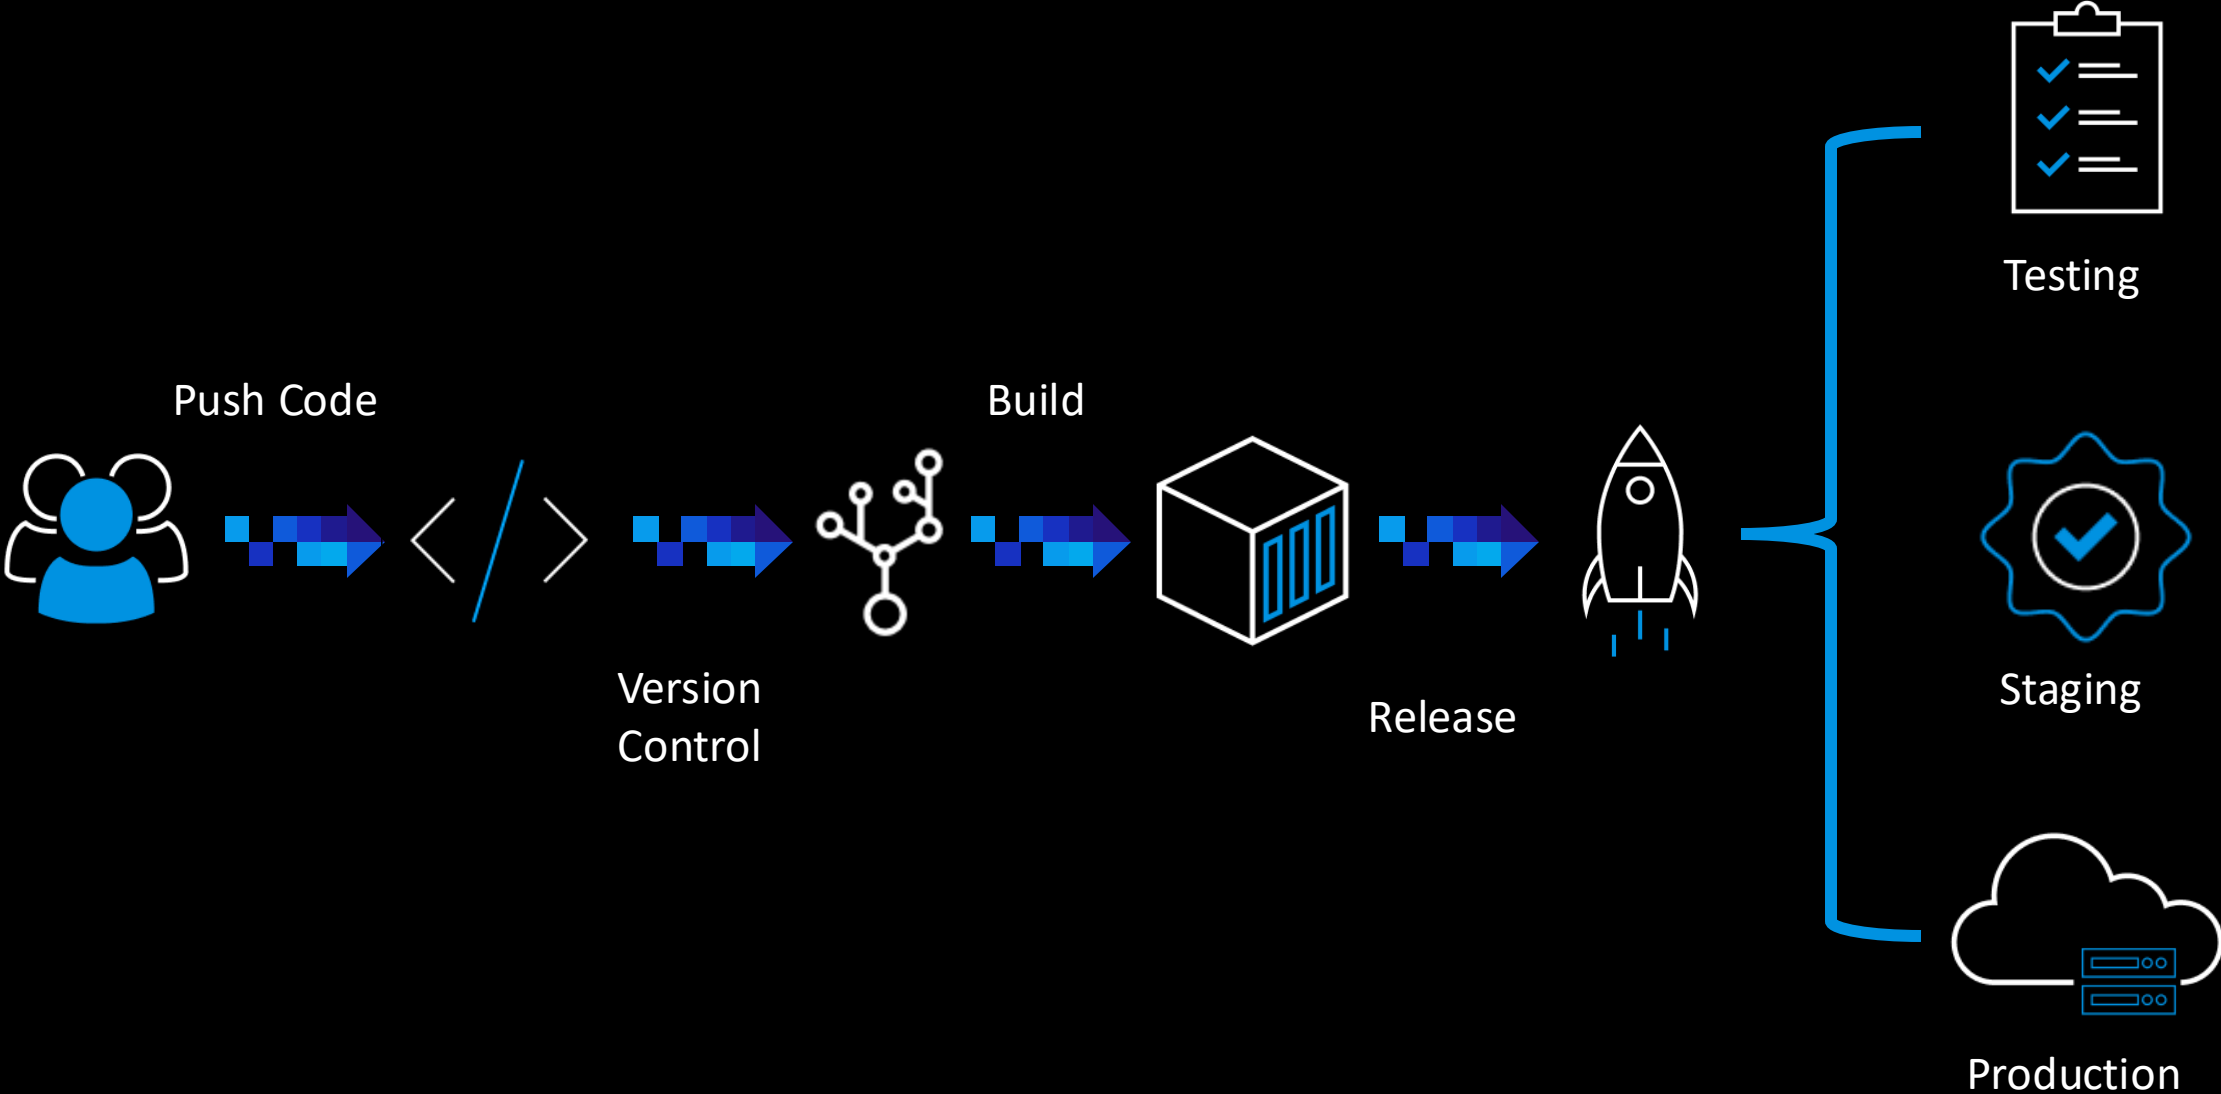 Push Code
Version
Control
Build
Release
Testing
Staging
Production